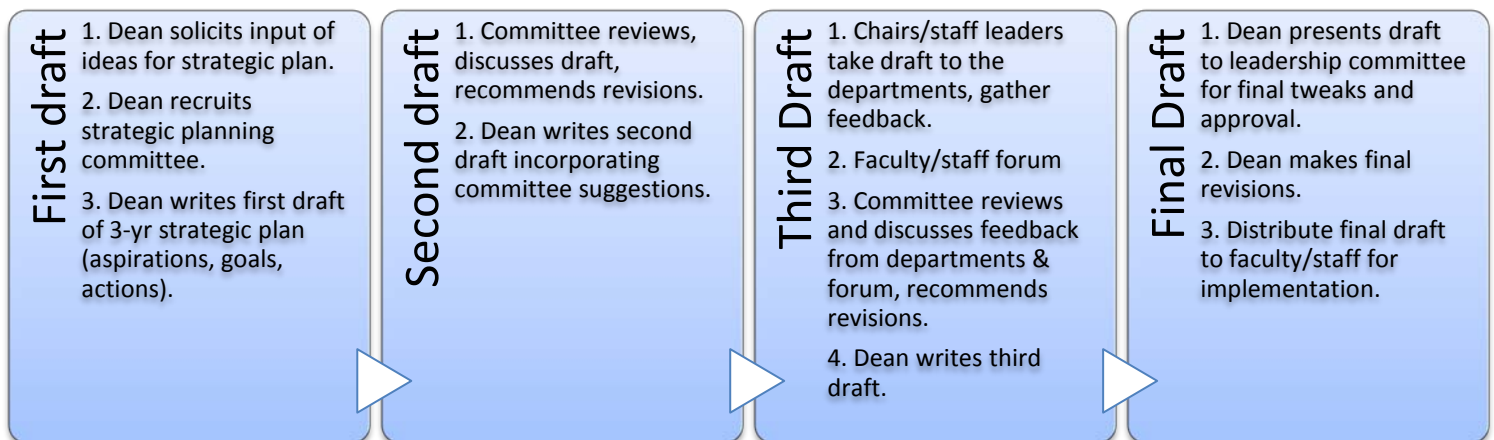 First draft
1. Dean solicits input of
ideas for strategic plan.
2. Dean recruits
strategic planning
committee.
3. Dean writes first draft
of 3-yr strategic plan
(aspirations, goals,
actions).
Second draft
1. Committee reviews,
discusses draft,
recommends revisions.
2. Dean writes second
draft incorporating
committee suggestions.
Third Draft
1. Chairs/staff leaders
take draft to the
departments, gather
feedback.
2. Faculty/staff forum
3. Committee reviews
and discusses feedback
from departments &
forum, recommends
revisions.
4. Dean writes third
draft.
Final Draft
1. Dean presents draft
to leadership committee
for final tweaks and
approval.
2. Dean makes final
revisions.
3. Distribute final draft
to faculty/staff for
implementation.